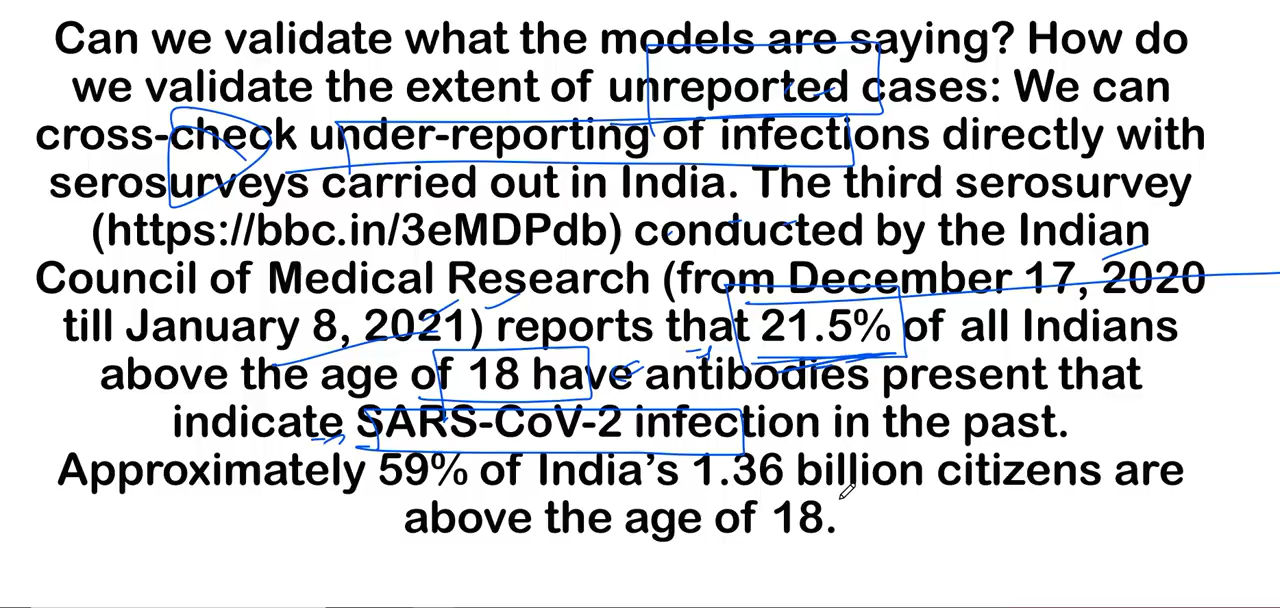 Can we validate what the models are saying? How do
we validate the extent of unreported cases: We can
cross-check under-reporting of infections directly with
serosurveys carried out in India. The third serosurvey
(https://bbc.in/3eMDPdb) conducted by the Indian
Council of Medical Research (from December 17, 2020
till January 8, 2021) reports that 21.5% of all Indians
above the age of 18 have antibodies present that
indicate SARS-CoV-2 infection in the past.
Approximately 59% of India’s 1.36 billion citizens are
above the age of 18.